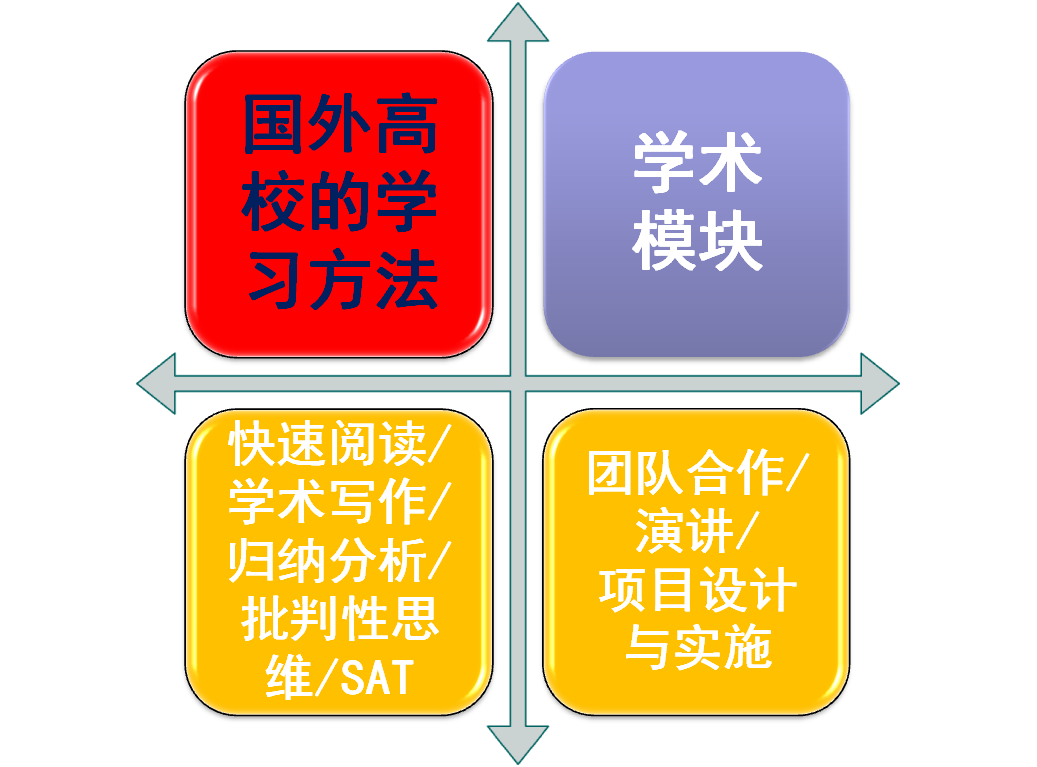 国外高
校的学
习方法
学术
模块
快速阅读/
学术写作/
归纳分析/
批判性思
维/SAT
团队合作/
演讲/
项目设计
与实施